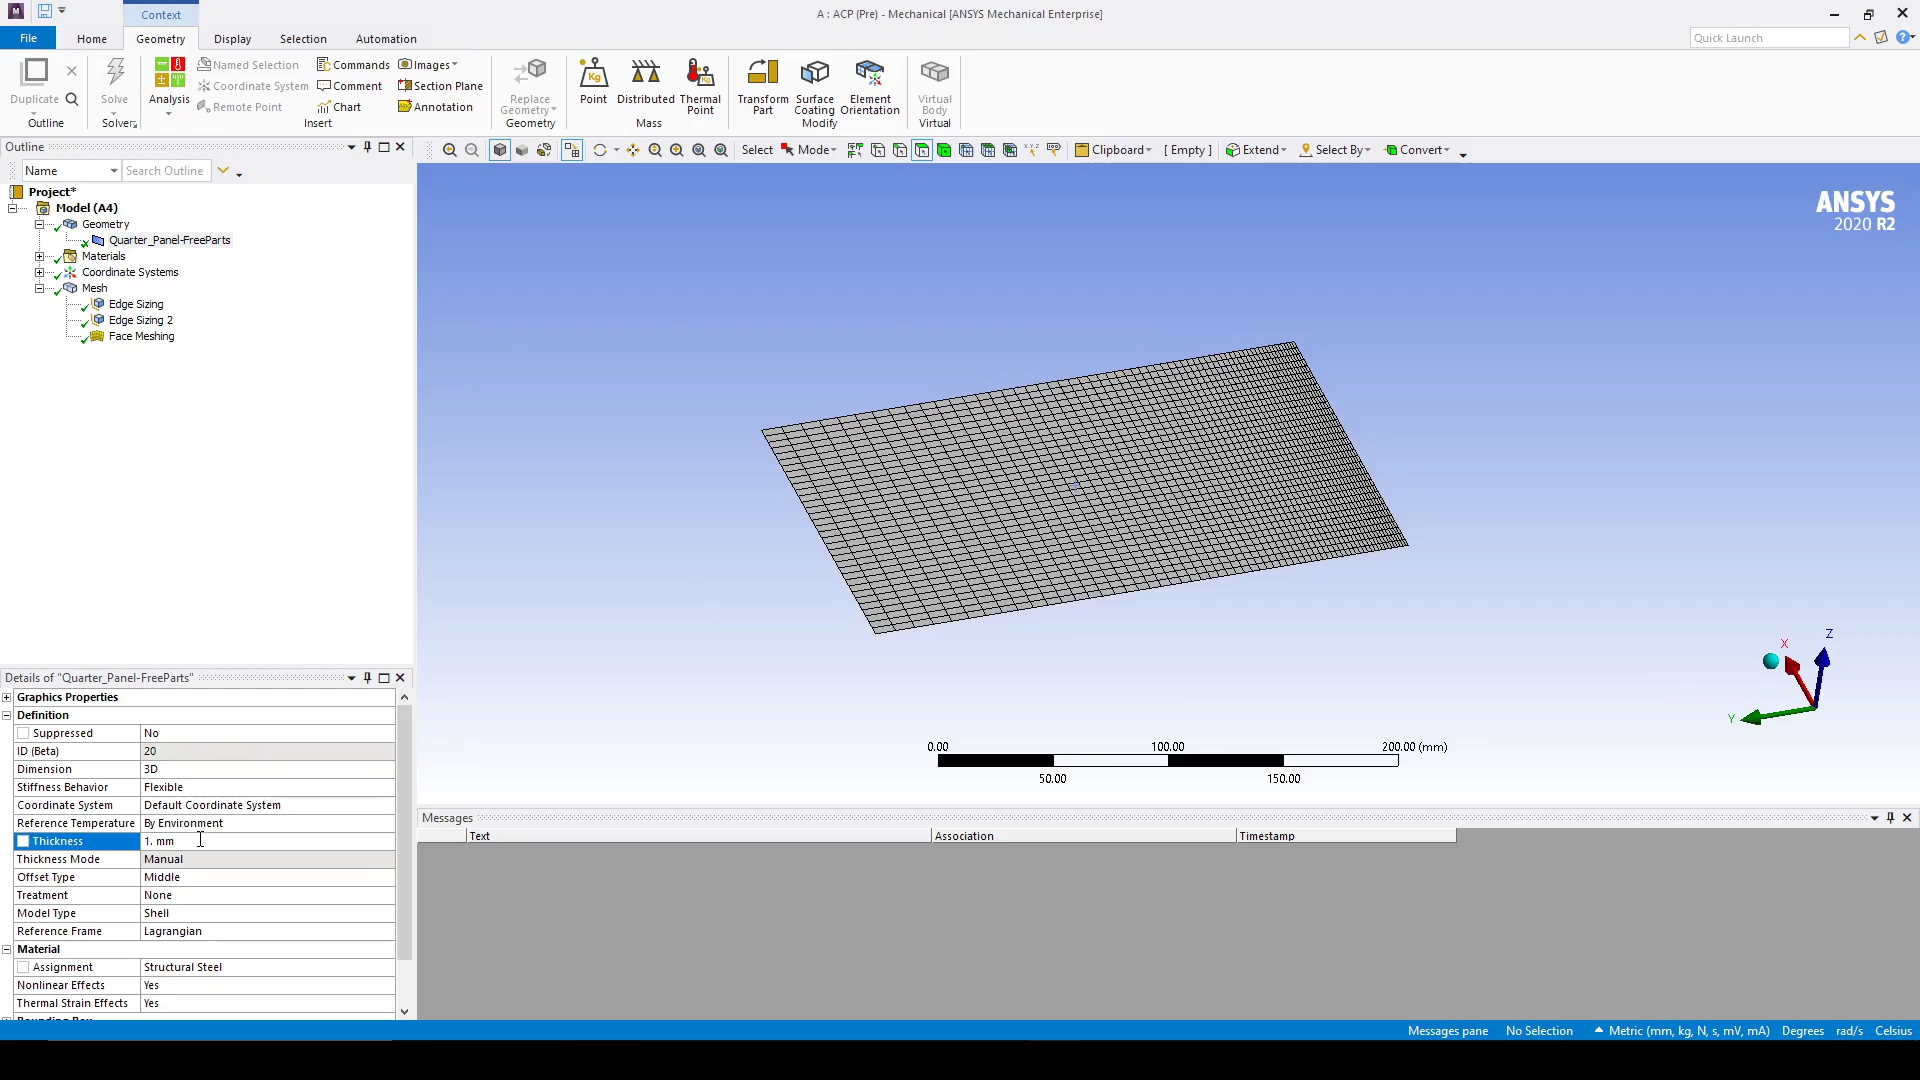 Context
A : ACP (Pre) - Mechanical [ANSYS Mechanical Enterprise]
File Home Geometry Display Selection Automation
Quick Launch
Duplicate
Outline
Solve
Solver
Analysis
Named Selection
Coordinate System
Remote Point
Commands
Comment
Chart
Images
Section Plane
Annotation
Insert
Replace Geometry
Geometry
Point
Distributed
Thermal Point
Mass
Transform Part
Surface Coating
Element Orientation
Modify
Virtual Body
Virtual
Outline
Select Mode Clipboard [ Empty ] Extend Select By Convert
Name Search Outline
Project*
Model (A4)
Geometry
Quarter_Panel-FreeParts
Materials
Coordinate Systems
Mesh
Edge Sizing
Edge Sizing 2
Face Meshing
ANSYS
2020 R2
X
Z
Y
0.00 100.00 200.00 (mm)
50.00 150.00
Details of "Quarter_Panel-FreeParts"
Graphics Properties
Definition
Suppressed No
ID (Beta) 20
Dimension 3D
Stiffness Behavior Flexible
Coordinate System Default Coordinate System
Reference Temperature By Environment
Thickness 1. mm
Thickness Mode Manual
Offset Type Middle
Treatment None
Model Type Shell
Reference Frame Lagrangian
Material
Assignment Structural Steel
Nonlinear Effects Yes
Thermal Strain Effects Yes
Messages
Text Association Timestamp
Messages pane No Selection Metric (mm, kg, N, s, mV, mA) Degrees rad/s Celsius